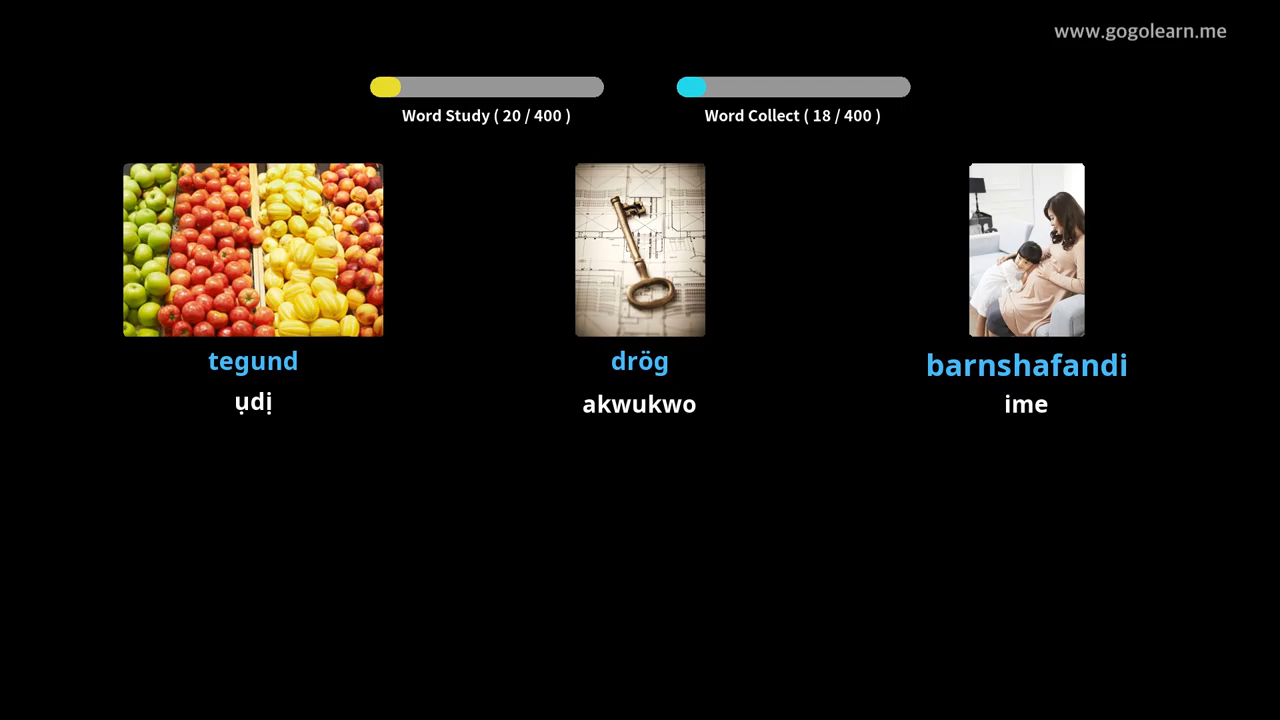 www.gogolearn.me
Word Study ( 20 / 400 )
Word Collect ( 18 / 400 )
tegund
drög
barnshafandi
ụdị
akwukwo
ime